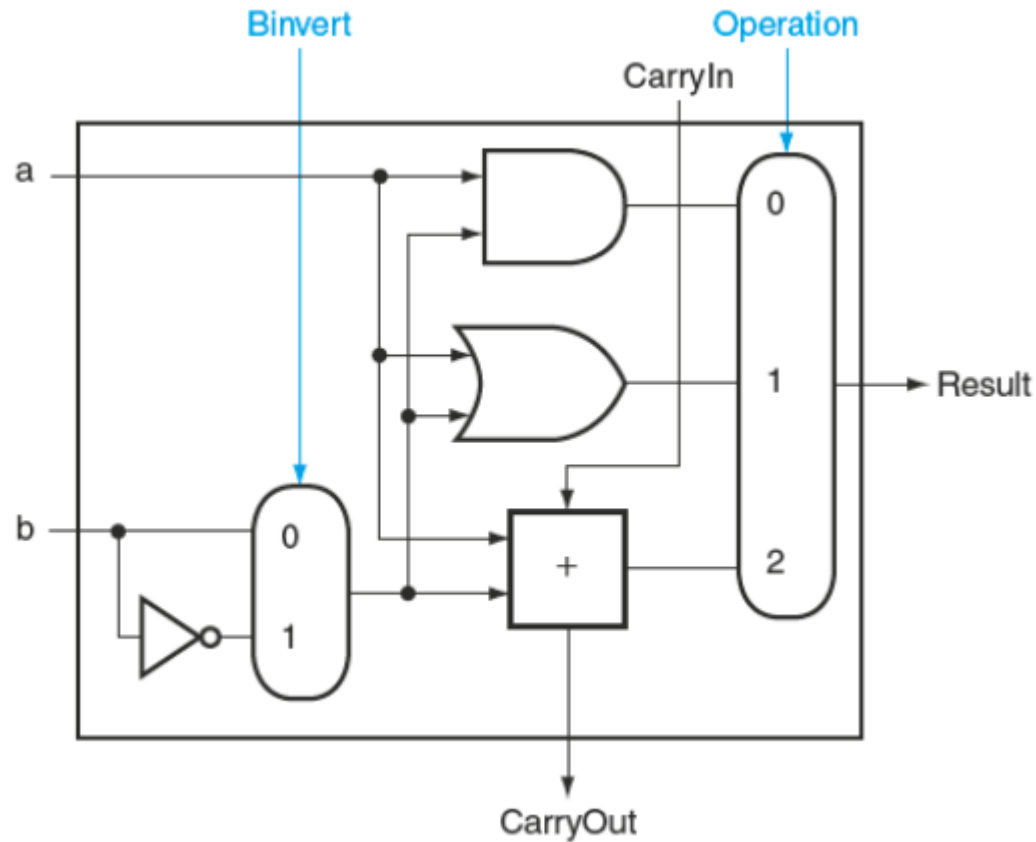 Binvert
Operation
CarryIn
a
0
1
Result
b
0
1
+
2
CarryOut